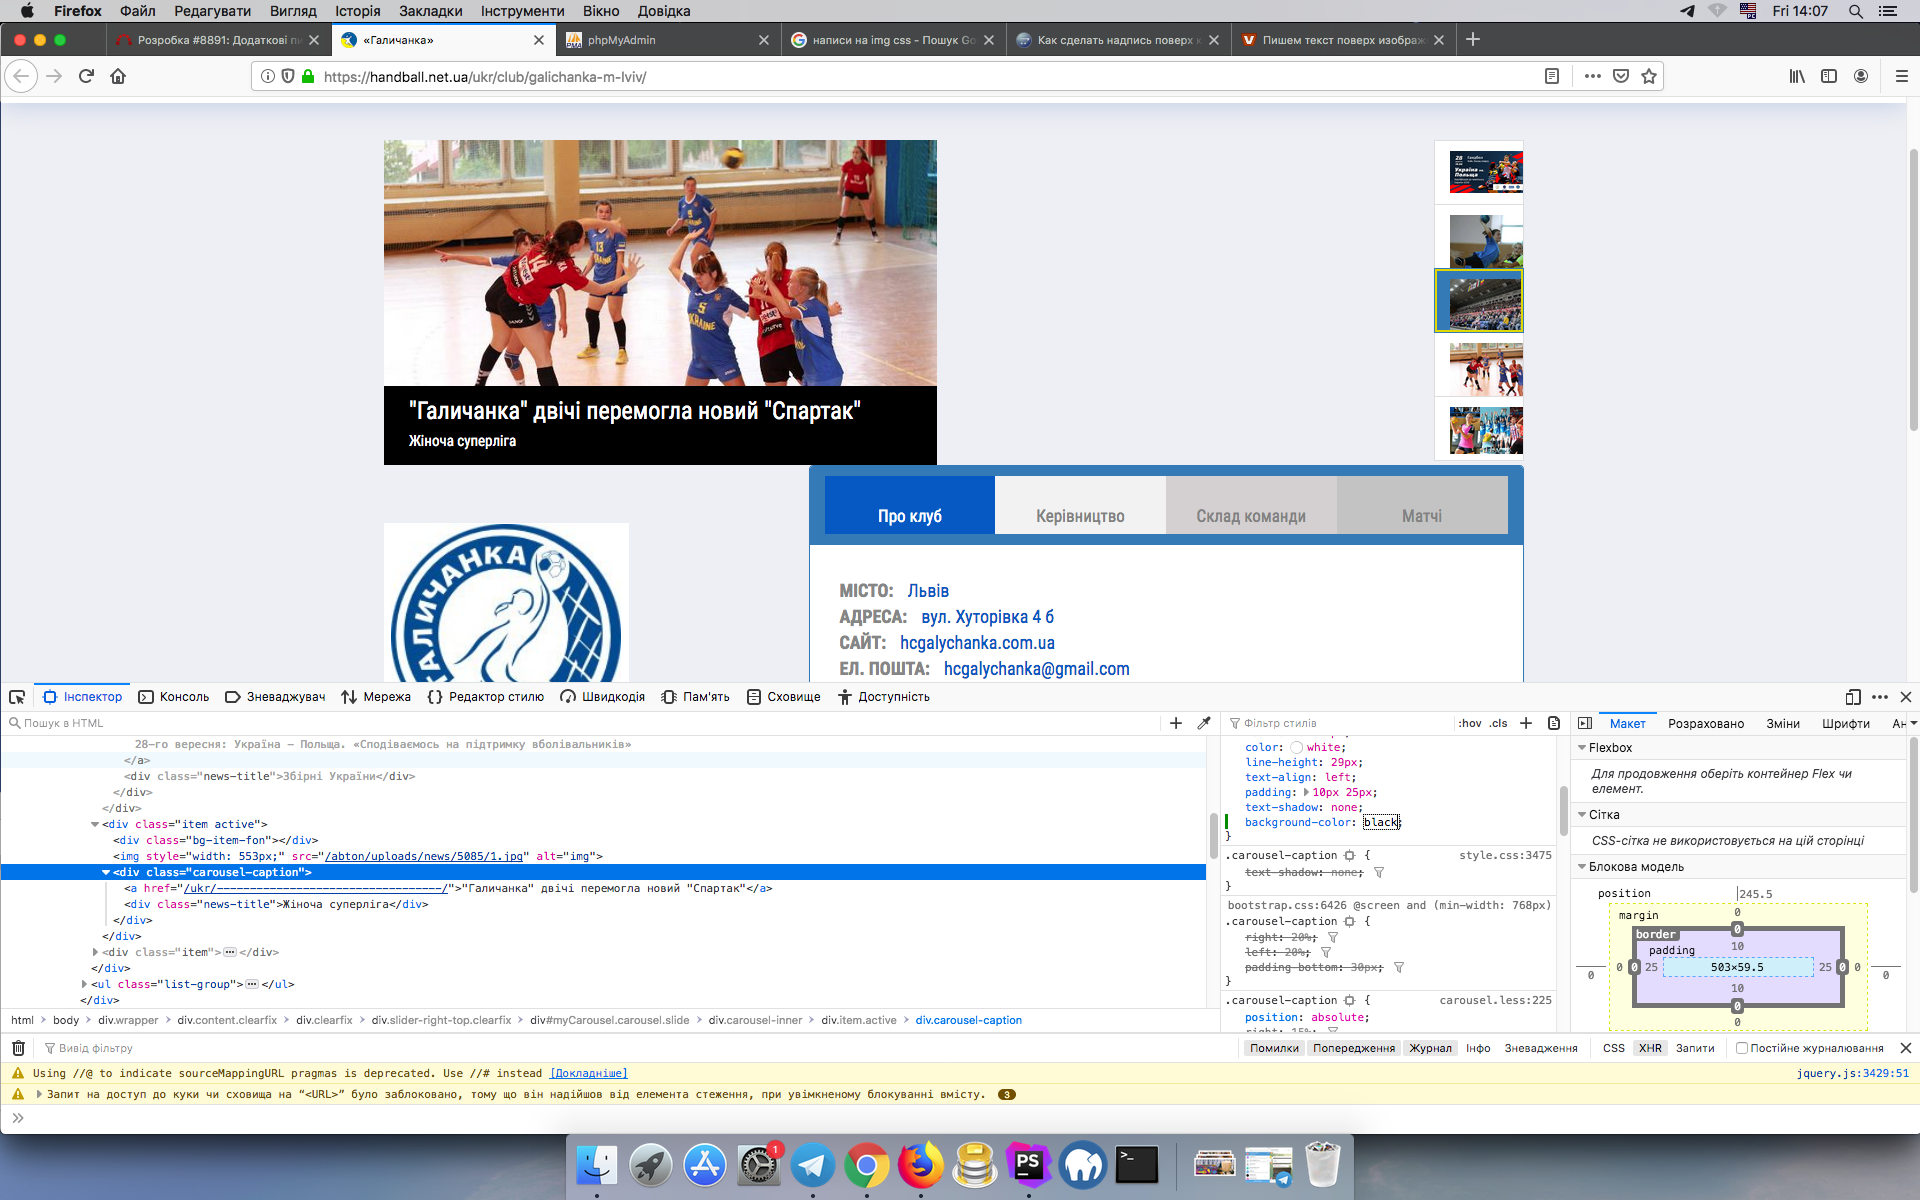 Firefox Файл Редагувати Вигляд Історія Закладки Інструменти Вікно Довідка Fri 14:07
Розробка #8891: Додаткові
«Галичанка»
phpMyAdmin
написи на img css - Пошук Go
Как сделать надпись поверх к
Пишем текст поверх изображ
https://handball.net.ua/ukr/club/galichanka-m-lviv/
"Галичанка" двічі перемогла новий "Спартак"
Жіноча суперліга
Про клуб Керівництво Склад команди Матчі
ГАЛИЧАНКА
МІСТО: Львів
АДРЕСА: вул. Хуторівка 4 б
САЙТ: hcgalychanka.com.ua
ЕЛ. ПОШТА: hcgalychanka@gmail.com
Інспектор Консоль Зневаджувач Мережа Редактор стилю Швидкодія Пам'ять Сховище Доступність
Пошук в HTML
28-го вересня: Україна – Польща. «Сподіваємось на підтримку вболівальників»
</a>
<div class="news-title">Збірні України</div>
</div>
</div>
<div class="item active">
<div class="bg-item-fon"></div>
<img style="width: 553px;" src="/abton/uploads/news/5085/1.jpg" alt="img">
<div class="carousel-caption">
<a href="/ukr/----------------------------------/">"Галичанка" двічі перемогла новий "Спартак"</a>
<div class="news-title">Жіноча суперліга</div>
</div>
</div>
<div class="item">···</div>
</div>
<ul class="list-group">···</ul>
</div>
html > body > div.wrapper > div.content.clearfix > div.clearfix > div.slider-right-top.clearfix > div#myCarousel.carousel.slide > div.carousel-inner > div.item.active > div.carousel-caption
Фільтр стилів :hov .cls +
color: white;
line-height: 29px;
text-align: left;
padding: 10px 25px;
text-shadow: none;
background-color: black;
}
.carousel-caption { style.css:3475
text-shadow: none;
}
bootstrap.css:6426 @screen and (min-width: 768px)
.carousel-caption {
right: 20%;
left: 20%;
padding-bottom: 30px;
}
.carousel-caption { carousel.less:225
position: absolute;
right: 15%;
Макет Розраховано Зміни Шрифти Ан
Flexbox
Для продовження оберіть контейнер Flex чи
елемент.
Сітка
CSS-сітка не використовується на цій сторінці
Блокова модель
position 245.5
margin 0
border 0
padding 10
0 0 0 25 503×59.5 25 0 0 0
10
0
0
Вивід фільтру
Помилки Попередження Журнал Інфо Зневадження CSS XHR Запити Постійне журналювання
Using //@ to indicate sourceMappingURL pragmas is deprecated. Use //# instead [Докладніше] jquery.js:3429:51
Запит на доступ до куки чи сховища на “<URL>” було заблоковано, тому що він надійшов від елемента стеження, при увімкненому блокуванні вмісту. 3
1
PS